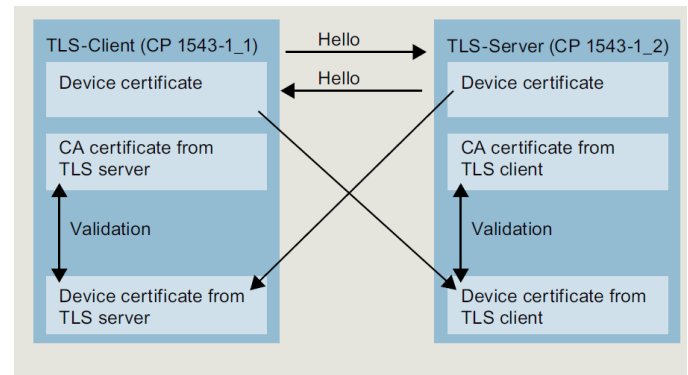 TLS-Client (CP 1543-1_1)
Hello
TLS-Server (CP 1543-1_2)
Device certificate
Hello
Device certificate
CA certificate from
TLS server
CA certificate from
TLS client
Validation
Validation
Device certificate from
TLS server
Device certificate from
TLS client